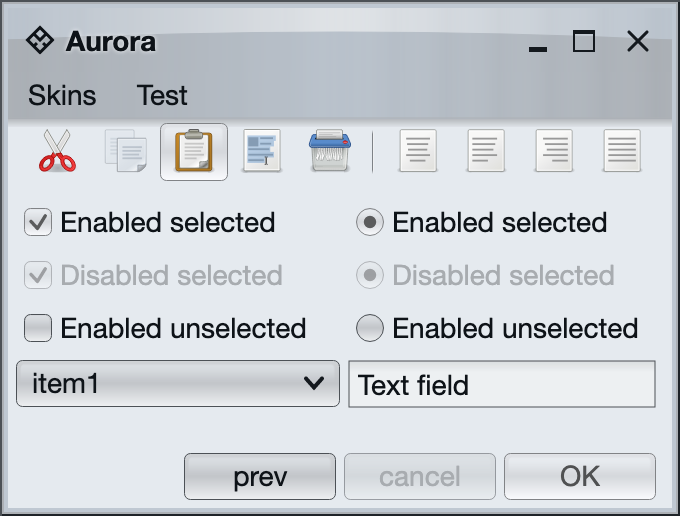 Aurora
Skins Test
Enabled selected Enabled selected
Disabled selected Disabled selected
Enabled unselected Enabled unselected
item1 Text field
prev cancel OK